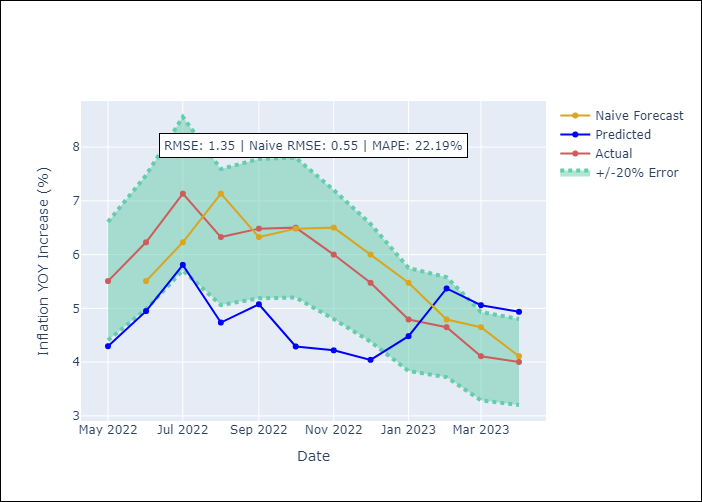 RMSE: 1.35 | Naive RMSE: 0.55 | MAPE: 22.19%
Naive Forecast
Predicted
Actual
+/-20% Error
Inflation YOY Increase (%)
8
7
6
5
4
3
May 2022
Jul 2022
Sep 2022
Nov 2022
Jan 2023
Mar 2023
Date